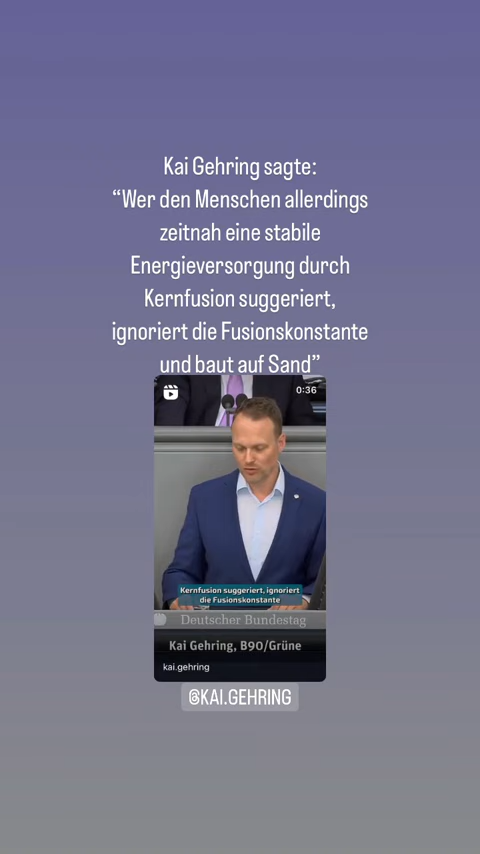 Kai Gehring sagte:
“Wer den Menschen allerdings
zeitnah eine stabile
Energieversorgung durch
Kernfusion suggeriert,
ignoriert die Fusionskonstante
und baut auf Sand”
0:36
Kernfusion suggeriert, ignoriert
die Fusionskonstante
Deutscher Bundestag
Kai Gehring, B90/Grüne
kai.gehring
@KAI.GEHRING